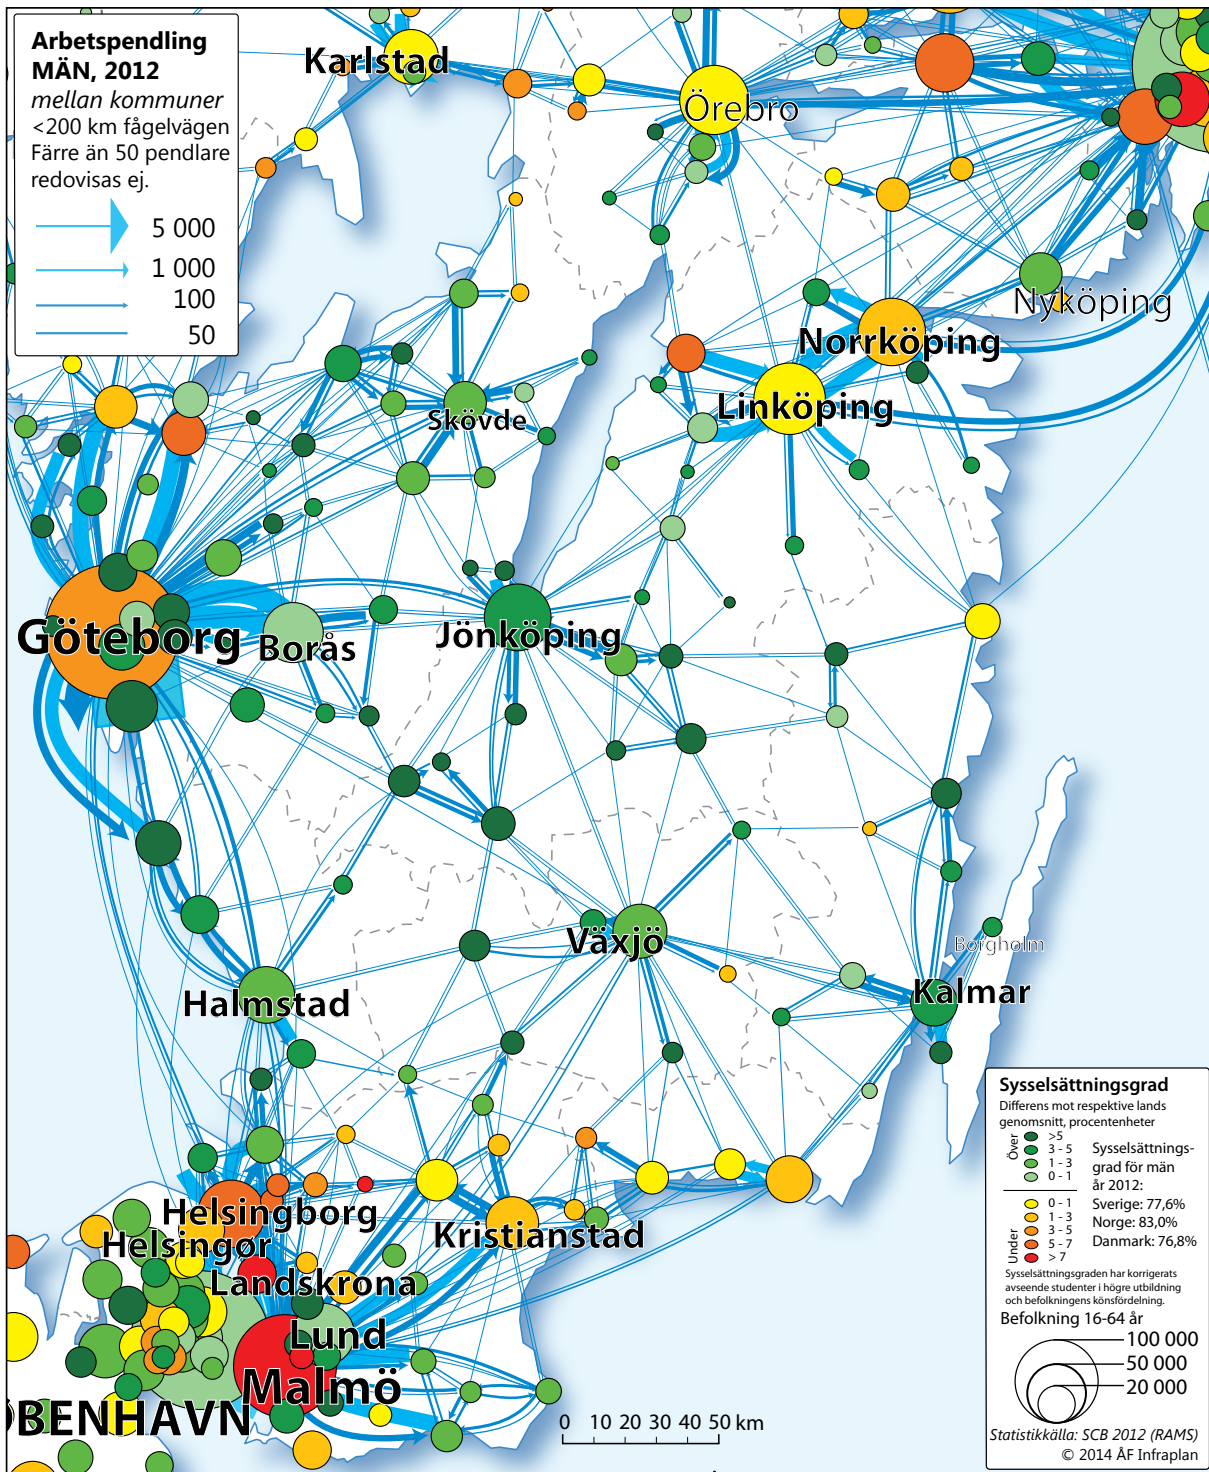 Arbetspendling
MÄN, 2012
mellan kommuner
<200 km fågelvägen
Färre än 50 pendlare
redovisas ej.
5 000
1 000
100
50
Karlstad
Örebro
Nyköping
Norrköping
Linköping
Skövde
Göteborg
Borås
Jönköping
Växjö
Borgholm
Kalmar
Halmstad
Helsingborg
Kristianstad
Helsingør
Landskrona
Lund
Malmö
ØBENHAVN
0 10 20 30 40 50 km
Sysselsättningsgrad
Differens mot respektive lands
genomsnitt, procentenheter
Över
>5
3 - 5
1 - 3
0 - 1
Under
0 - 1
1 - 3
3 - 5
5 - 7
> 7
Sysselsättnings-
grad för män
år 2012:
Sverige: 77,6%
Norge: 83,0%
Danmark: 76,8%
Sysselsättningsgraden har korrigerats
avseende studenter i högre utbildning
och befolkningens könsfördelning.
Befolkning 16-64 år
100 000
50 000
20 000
Statistikkälla: SCB 2012 (RAMS)
© 2014 ÅF Infraplan